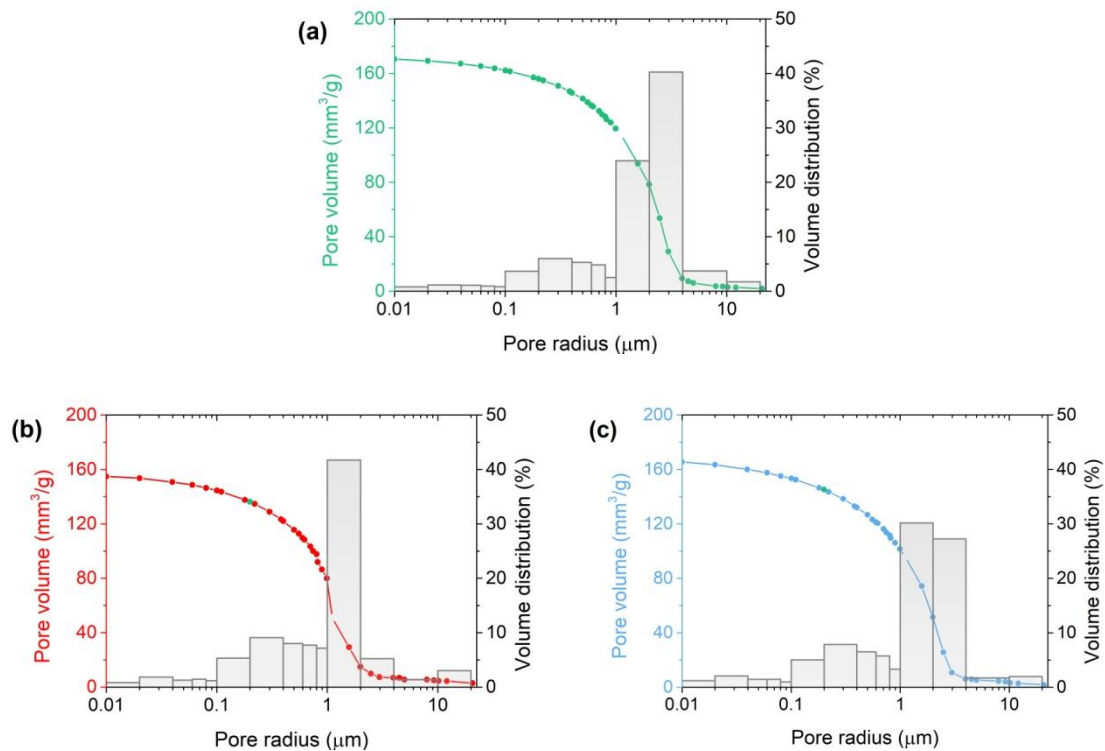 (a)
200
160
120
80
40
0
Pore volume (mm³/g)
50
40
30
20
10
0
Volume distribution (%)
0.01 0.1 1 10
Pore radius (μm)
(b)
200
160
120
80
40
0
Pore volume (mm³/g)
50
40
30
20
10
0
Volume distribution (%)
0.01 0.1 1 10
Pore radius (μm)
(c)
200
160
120
80
40
0
Pore volume (mm³/g)
50
40
30
20
10
0
Volume distribution (%)
0.01 0.1 1 10
Pore radius (μm)